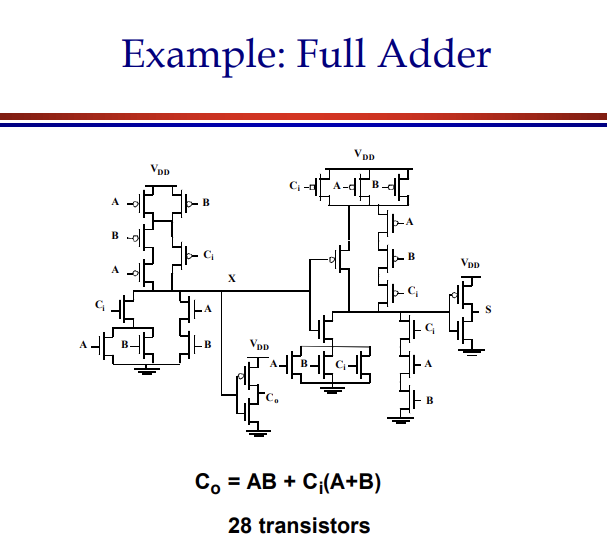 Example: Full Adder
VDD
VDD
A
B
Ci
A
B
B
A
Ci
B
A
X
VDD
Ci
A
Ci
S
Ci
A
B
B
VDD
A
B
Ci
A
Co
B
Co = AB + Ci(A+B)
28 transistors